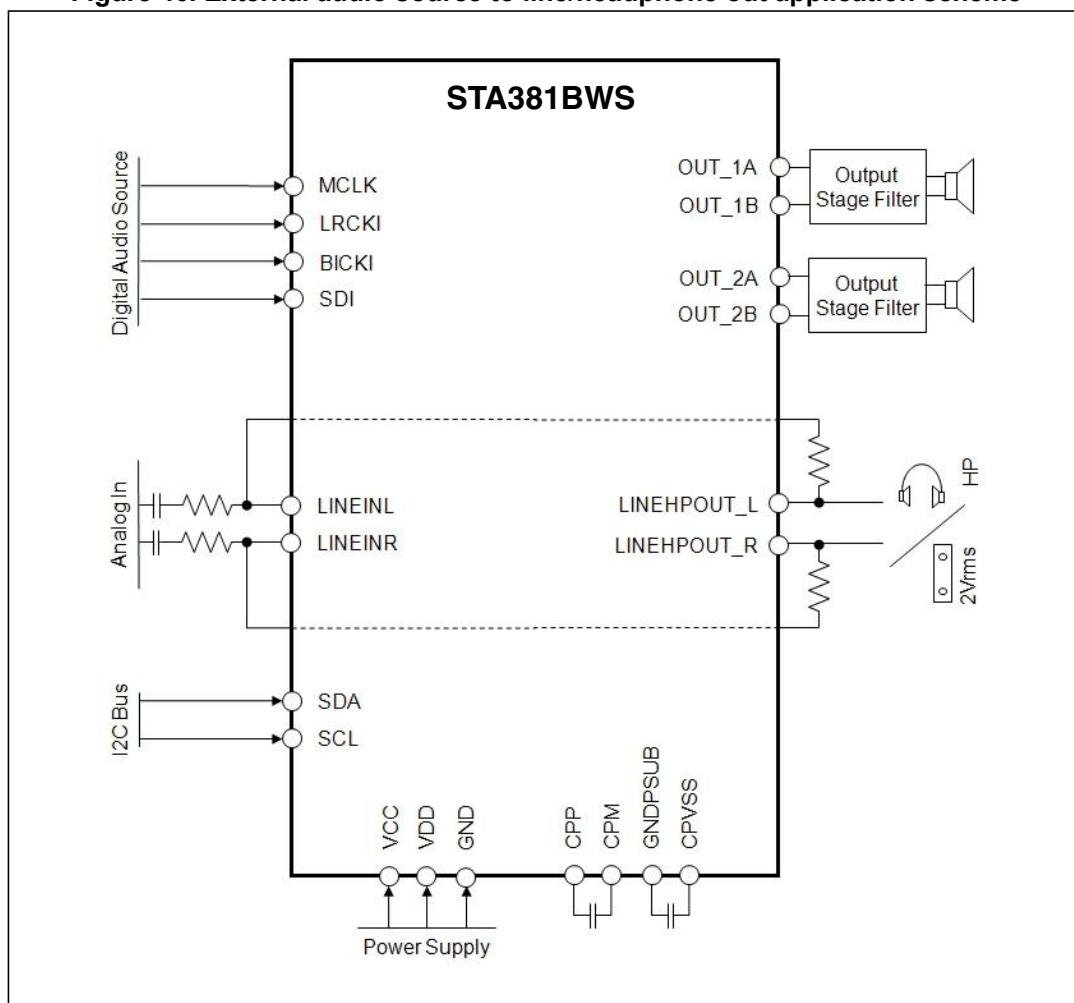 STA381BWS
Digital Audio Source
MCLK
LRCKI
BICKI
SDI
OUT_1A
OUT_1B
Output
Stage Filter
OUT_2A
OUT_2B
Output
Stage Filter
Analog In
LINEINL
LINEINR
LINEHPOUT_L
LINEHPOUT_R
HP
2Vrms
I2C Bus
SDA
SCL
VCC
VDD
GND
CPP
CPM
GNDPSUB
CPVSS
Power Supply